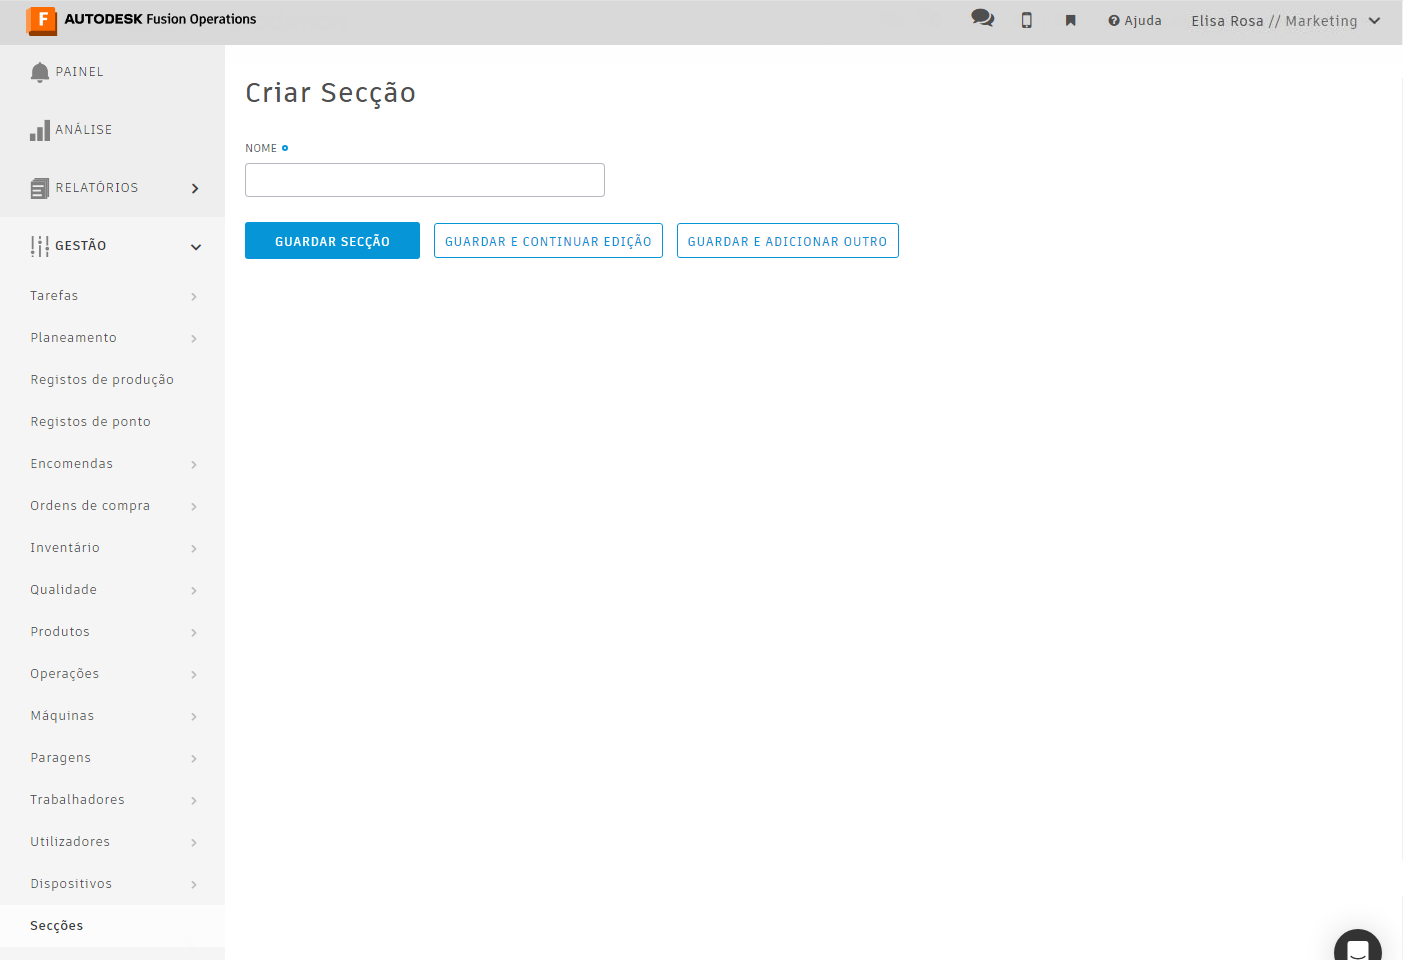 F AUTODESK Fusion Operations
Ajuda
Elisa Rosa // Marketing
PAINEL
ANÁLISE
RELATÓRIOS
GESTÃO
Tarefas
Planeamento
Registos de produção
Registos de ponto
Encomendas
Ordens de compra
Inventário
Qualidade
Produtos
Operações
Máquinas
Paragens
Trabalhadores
Utilizadores
Dispositivos
Secções
Criar Secção
NOME
GUARDAR SECÇÃO
GUARDAR E CONTINUAR EDIÇÃO
GUARDAR E ADICIONAR OUTRO